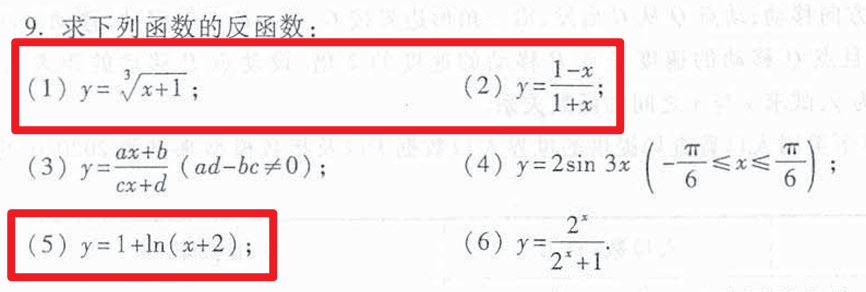 9. 求下列函数的反函数:
(1) y=∛(x+1); (2) y=(1-x)/(1+x);
(3) y=(ax+b)/(cx+d) (ad-bc≠0); (4) y=2sin 3x (-π/6≤x≤π/6);
(5) y=1+ln(x+2); (6) y=2^x/(2^x+1).